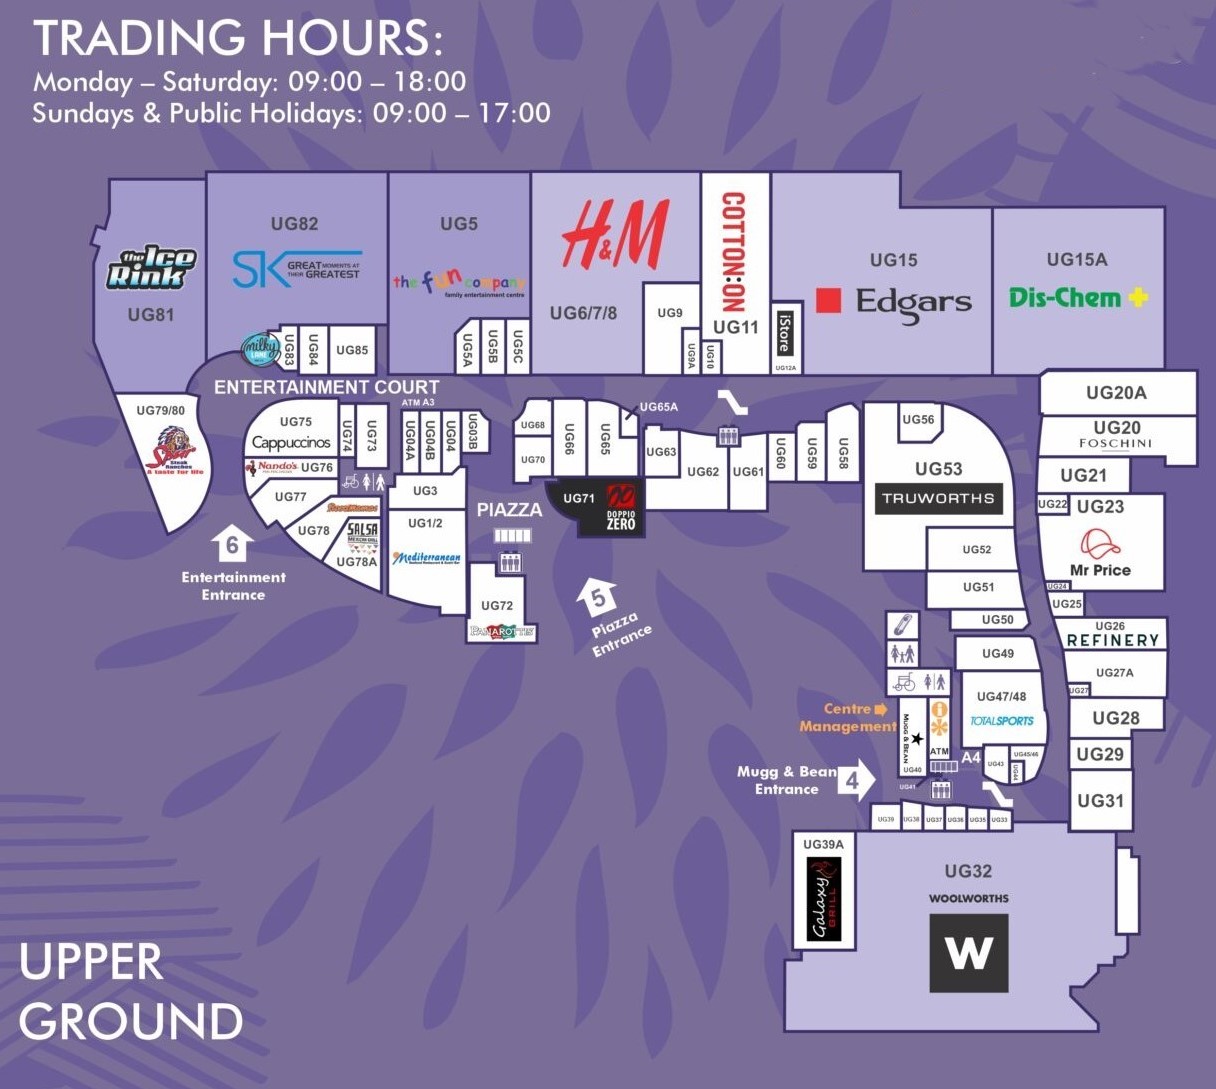 TRADING HOURS:
Monday – Saturday: 09:00 – 18:00
Sundays & Public Holidays: 09:00 – 17:00
the Ice
Rink
UG81
UG82
SK GREAT MOMENTS AT
THEIR GREATEST
UG5
the fun company
family entertainment centre
H&M
UG6/7/8
UG9
UG9A
UG10
COTTON:ON
UG11
iStore
UG12A
UG15
Edgars
UG15A
Dis-Chem
milky
LANE
UG83
UG84
UG85
UG5A
UG5B
UG5C
ENTERTAINMENT COURT
ATM A3
UG79/80
Spur
Steak
Ranches
A taste for life
UG75
Cappuccinos
UG74
UG73
UG04A
UG04B
UG04
UG03B
Nando's
UG76
UG77
UG78
RocoMamas
SALSA
MEXICAN GRILL
UG78A
UG3
UG1/2
Mediterranean
PIAZZA
UG72
PANAROTTIS
UG68
UG70
UG66
UG65
UG65A
UG63
UG62
UG61
UG60
UG59
UG58
UG71
DOPPIO
ZERO
6
Entertainment
Entrance
5
Piazza
Entrance
UG56
UG53
TRUWORTHS
UG52
UG51
UG50
UG49
UG47/48
TOTALSPORTS
UG45/46
UG43
UG44
UG20A
UG20
FOSCHINI
UG21
UG22
UG23
Mr Price
UG24
UG25
UG26
REFINERY
UG27A
UG27
UG28
UG29
UG31
Centre
Management
MUGG & BEAN
UG40
i
ATM
A4
UG41
Mugg & Bean
Entrance
4
UG39
UG38
UG37
UG36
UG35
UG33
UG39A
Galaxy
GRILL
UG32
WOOLWORTHS
W
UPPER
GROUND